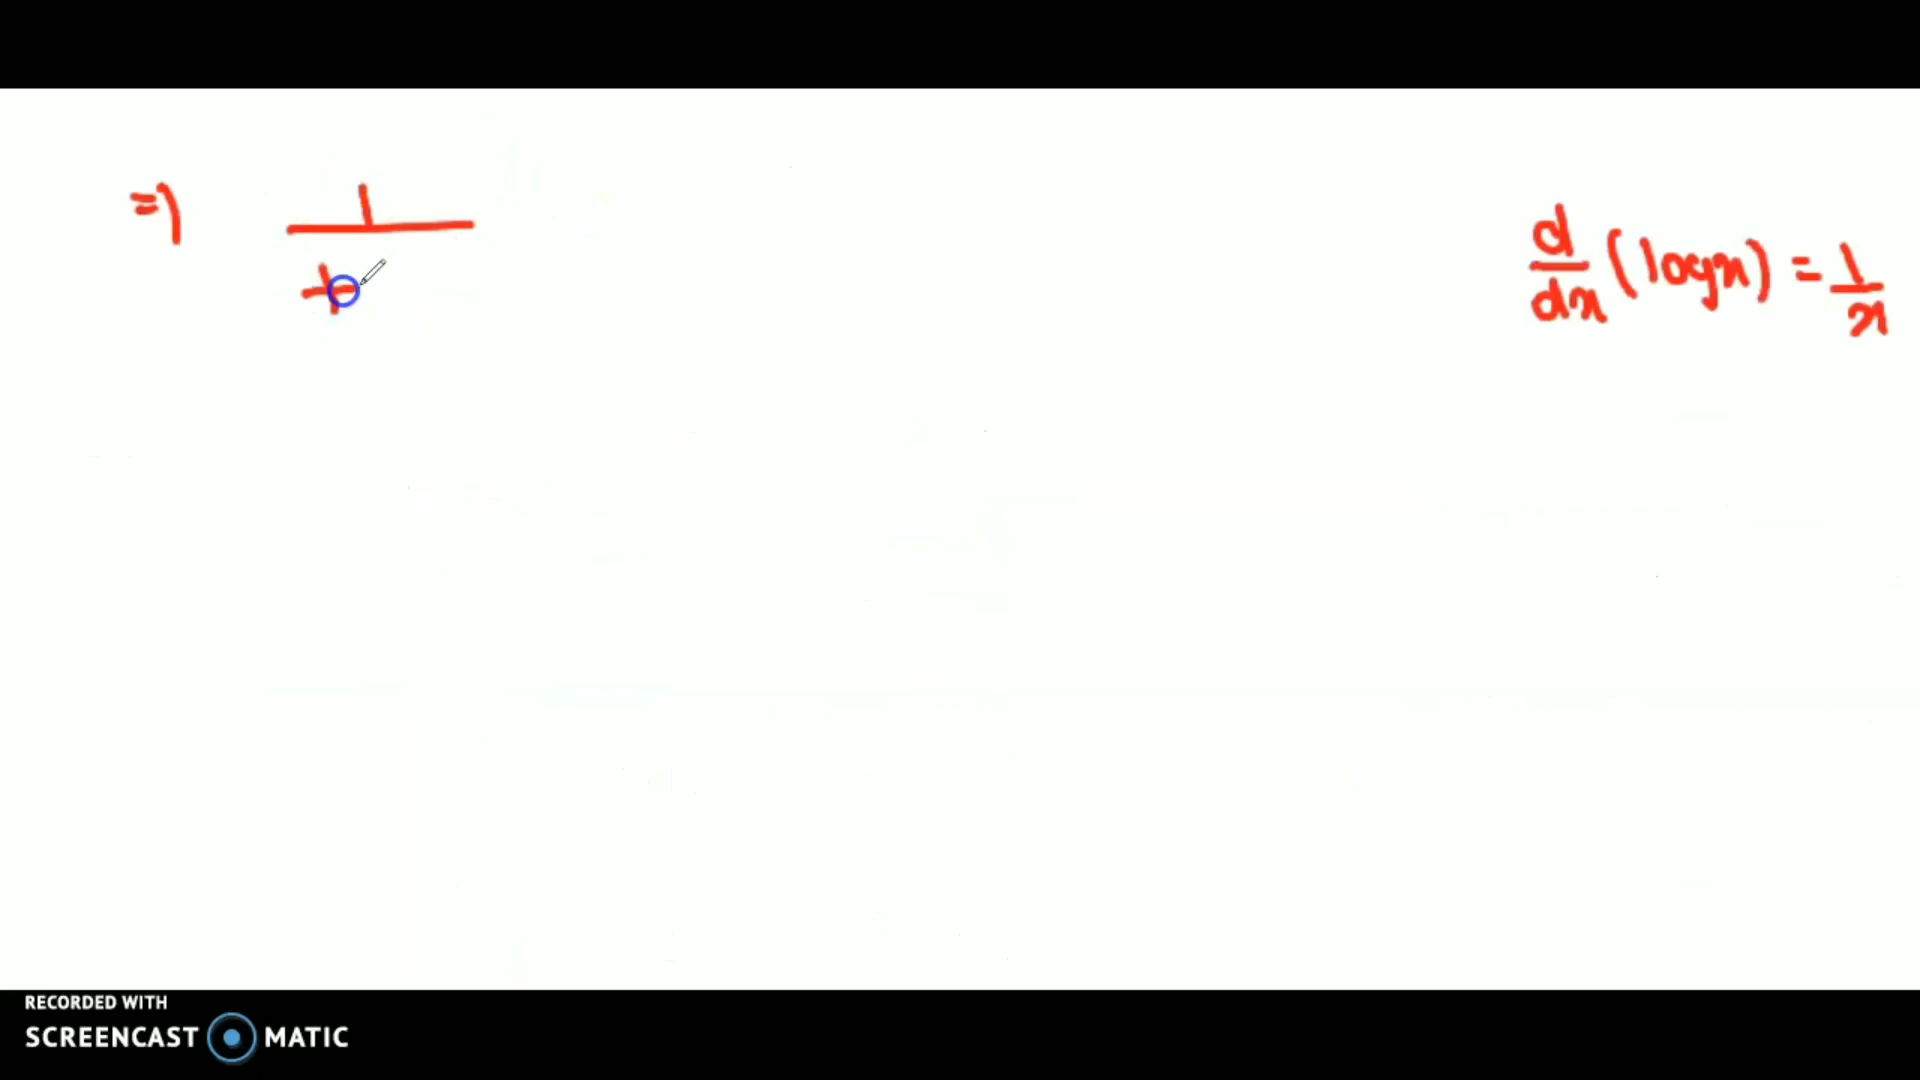 =) 1/t
d/dx (logx) = 1/x
RECORDED WITH
SCREENCAST MATIC